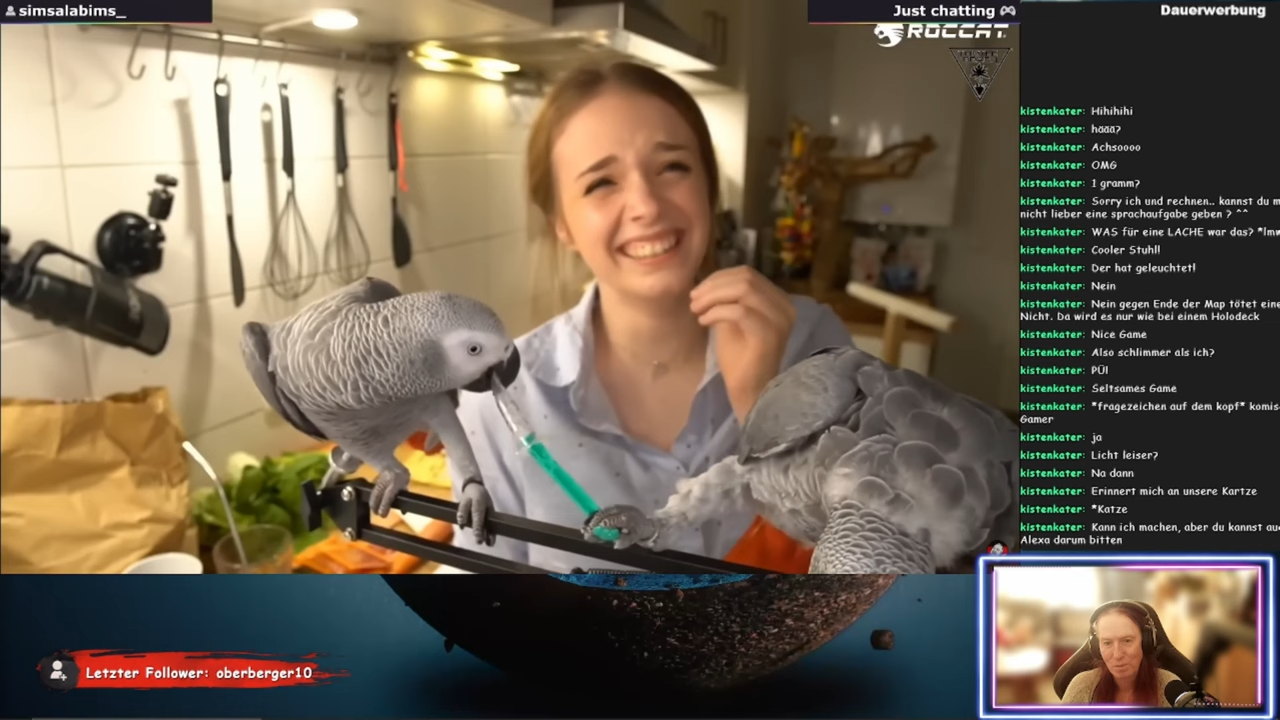 simsalabims_
Just chatting
Dauerwerbung
ROCCAT
kistenkater: Hihihihi
kistenkater: häää?
kistenkater: Achsoooo
kistenkater: OMG
kistenkater: 1 gramm?
kistenkater: Sorry ich und rechnen.. kannst du m
nicht lieber eine sprachaufgabe geben ? ^^
kistenkater: WAS für eine LACHE war das? *lmw
kistenkater: Cooler Stuhl!
kistenkater: Der hat geleuchtet!
kistenkater: Nein
kistenkater: Nein gegen Ende der Map tötet eine
Nicht. Da wird es nur wie bei einem Holodeck
kistenkater: Nice Game
kistenkater: Also schlimmer als ich?
kistenkater: PÜ!
kistenkater: Seltsames Game
kistenkater: *fragezeichen auf dem kopf* komis
Gamer
kistenkater: ja
kistenkater: Licht leiser?
kistenkater: Na dann
kistenkater: Erinnert mich an unsere Kartze
kistenkater: *Katze
kistenkater: Kann ich machen, aber du kannst au
Alexa darum bitten
Letzter Follower: oberberger10